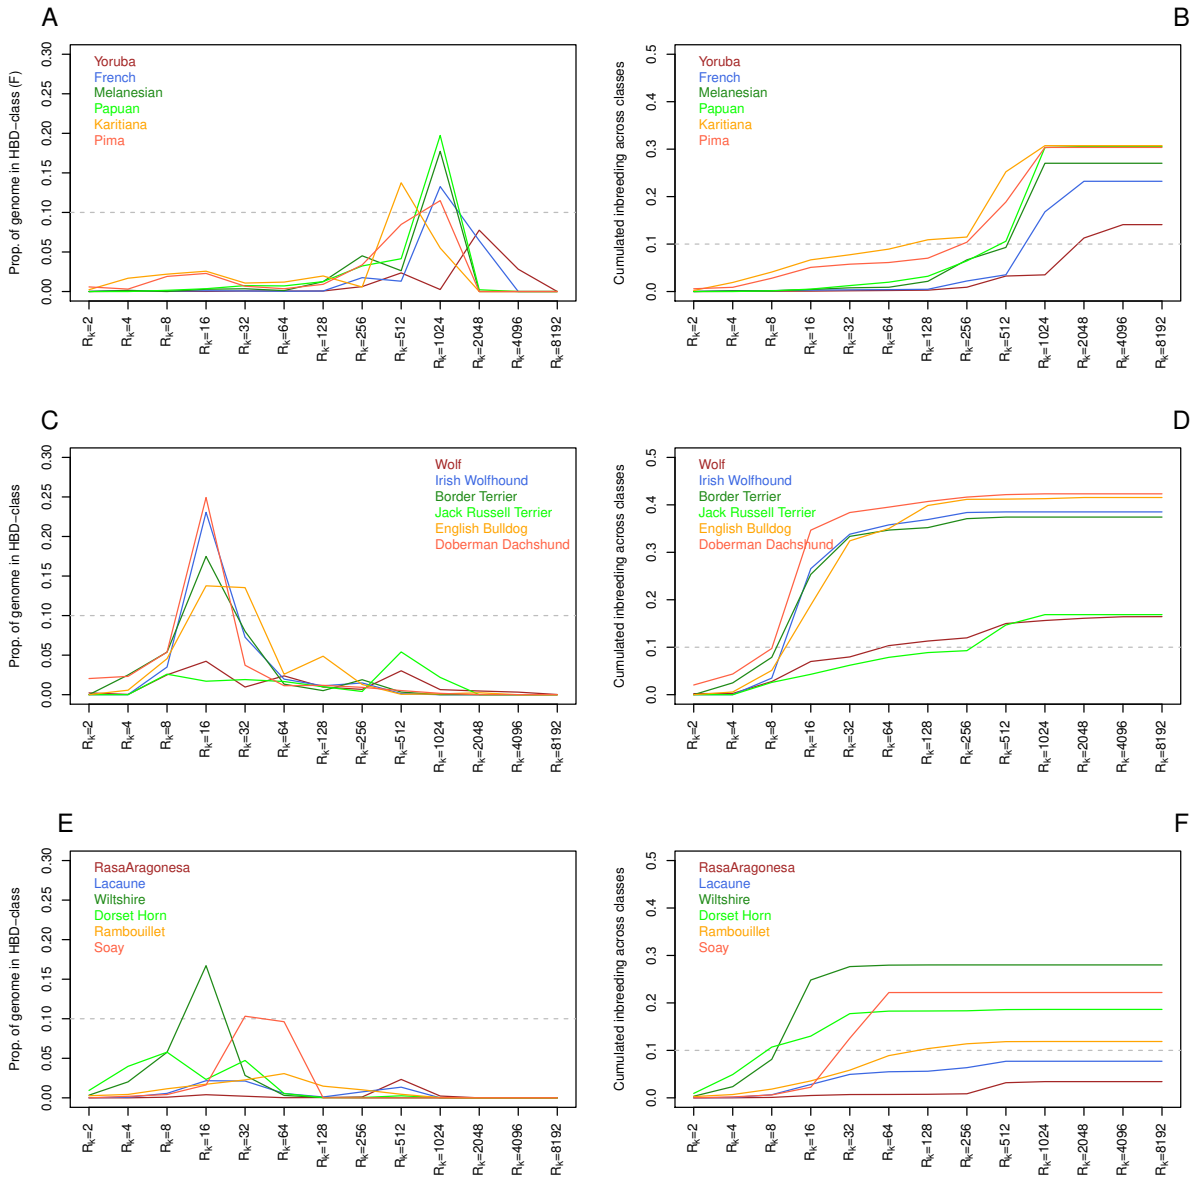 A
Prop. of genome in HBD−class (F)
0.00 0.05 0.10 0.15 0.20 0.25 0.30
Yoruba
French
Melanesian
Papuan
Karitiana
Pima
Rk=2 Rk=4 Rk=8 Rk=16 Rk=32 Rk=64 Rk=128 Rk=256 Rk=512 Rk=1024 Rk=2048 Rk=4096 Rk=8192
B
Cumulated inbreeding across classes
0.0 0.1 0.2 0.3 0.4 0.5
Yoruba
French
Melanesian
Papuan
Karitiana
Pima
Rk=2 Rk=4 Rk=8 Rk=16 Rk=32 Rk=64 Rk=128 Rk=256 Rk=512 Rk=1024 Rk=2048 Rk=4096 Rk=8192
C
Prop. of genome in HBD−class
0.00 0.05 0.10 0.15 0.20 0.25 0.30
Wolf
Irish Wolfhound
Border Terrier
Jack Russell Terrier
English Bulldog
Doberman Dachshund
Rk=2 Rk=4 Rk=8 Rk=16 Rk=32 Rk=64 Rk=128 Rk=256 Rk=512 Rk=1024 Rk=2048 Rk=4096 Rk=8192
D
Cumulated inbreeding across classes
0.0 0.1 0.2 0.3 0.4 0.5
Wolf
Irish Wolfhound
Border Terrier
Jack Russell Terrier
English Bulldog
Doberman Dachshund
Rk=2 Rk=4 Rk=8 Rk=16 Rk=32 Rk=64 Rk=128 Rk=256 Rk=512 Rk=1024 Rk=2048 Rk=4096 Rk=8192
E
Prop. of genome in HBD−class
0.00 0.05 0.10 0.15 0.20 0.25 0.30
RasaAragonesa
Lacaune
Wiltshire
Dorset Horn
Rambouillet
Soay
Rk=2 Rk=4 Rk=8 Rk=16 Rk=32 Rk=64 Rk=128 Rk=256 Rk=512 Rk=1024 Rk=2048 Rk=4096 Rk=8192
F
Cumulated inbreeding across classes
0.0 0.1 0.2 0.3 0.4 0.5
RasaAragonesa
Lacaune
Wiltshire
Dorset Horn
Rambouillet
Soay
Rk=2 Rk=4 Rk=8 Rk=16 Rk=32 Rk=64 Rk=128 Rk=256 Rk=512 Rk=1024 Rk=2048 Rk=4096 Rk=8192